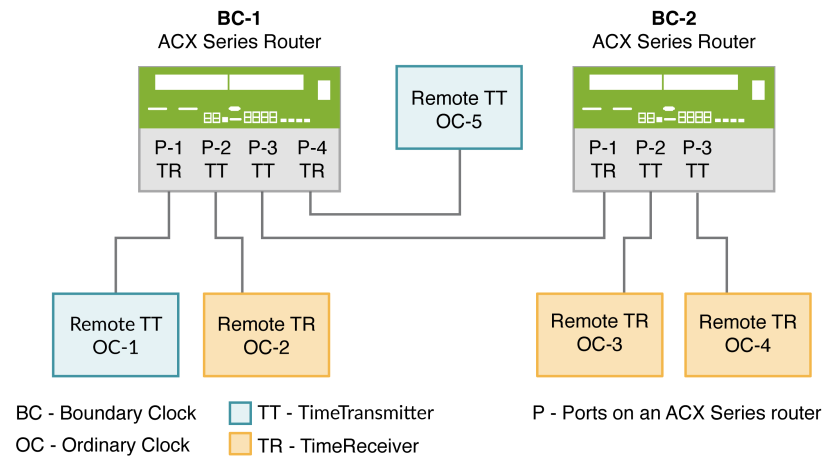 BC-1
ACX Series Router
BC-2
ACX Series Router
Remote TT
OC-5
P-1 P-2 P-3 P-4
TR TT TT TR
P-1 P-2 P-3
TR TT TT
Remote TT
OC-1
Remote TR
OC-2
Remote TR
OC-3
Remote TR
OC-4
BC - Boundary Clock
TT - TimeTransmitter
P - Ports on an ACX Series router
OC - Ordinary Clock
TR - TimeReceiver